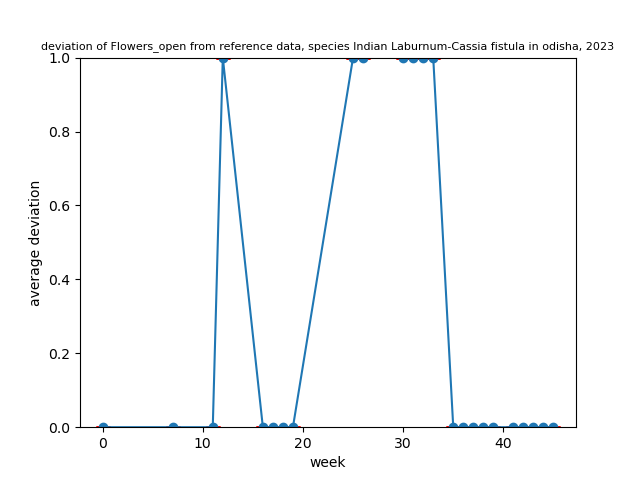 deviation of Flowers_open from reference data, species Indian Laburnum-Cassia fistula in odisha, 2023
1.0
0.8
0.6
0.4
0.2
0.0
average deviation
0 10 20 30 40
week